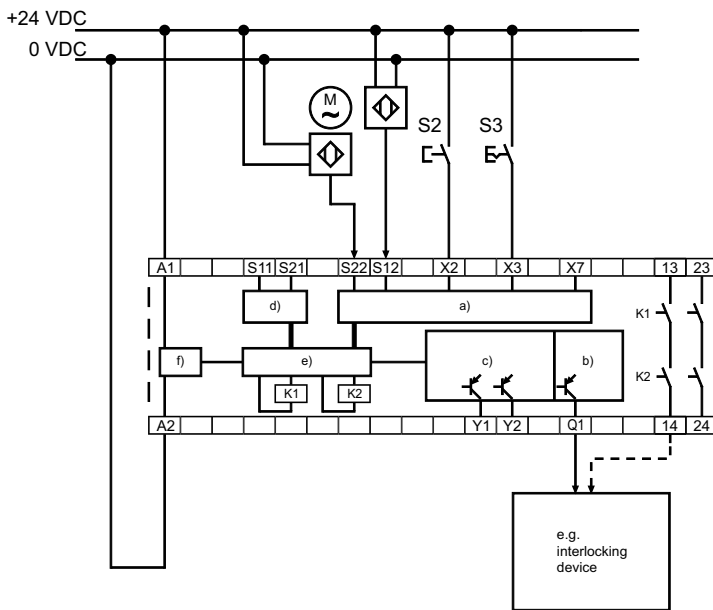 +24 VDC
0 VDC
M
~
S2
S3
A1
S11
S21
S22
S12
X2
X3
X7
13
23
d)
a)
K1
f)
e)
c)
b)
K2
K1
K2
A2
Y1
Y2
Q1
14
24
e.g.
interlocking
device